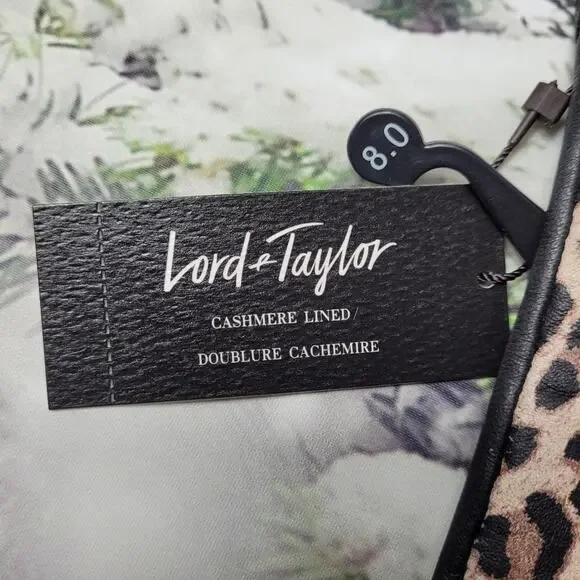 8.0
Lord & Taylor
CASHMERE LINED/
DOUBLURE CACHEMIRE